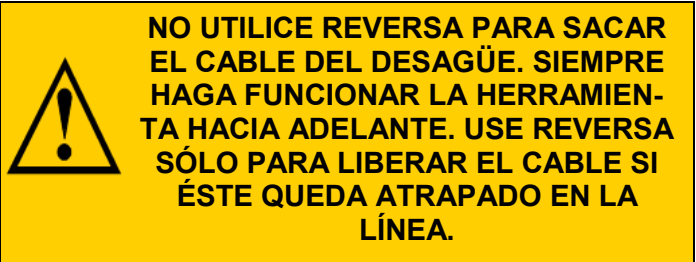 NO UTILICE REVERSA PARA SACAR
EL CABLE DEL DESAGÜE. SIEMPRE
HAGA FUNCIONAR LA HERRAMIEN-
TA HACIA ADELANTE. USE REVERSA
SÓLO PARA LIBERAR EL CABLE SI
ÉSTE QUEDA ATRAPADO EN LA
LÍNEA.